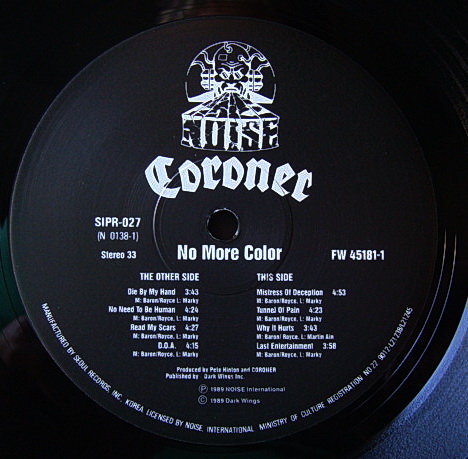 NOISE
Coroner
SIPR-027
(N 0138-1)
Stereo 33
No More Color
FW 45181-1
THE OTHER SIDE
Die By My Hand 3:43
M: Baron/Royce, L: Marky
No Need To Be Human 4:24
M: Baron/Royce, L: Marky
Read My Scars 4:27
M: Baron/Royce, L: Marky
D.O.A. 4:15
M: Baron/Royce, L: Marky
THIS SIDE
Mistress Of Deception 4:53
M: Baron/Royce, L: Marky
Tunnel Of Pain 4:23
M: Baron/Royce, L: Marky
Why It Hurts 3:43
M: Baron/Royce, L: Martin Ain
Last Entertainment 3:58
M: Baron/Royce, L: Marky
Produced by Pete Hinton and CORONER
Published by Dark Wings Inc.
Ⓟ 1989 NOISE International
© 1989 Dark Wings
MANUFACTURED BY SEOUL RECORDS, INC. KOREA. LICENSED BY NOISE INTERNATIONAL MINISTRY OF CULTURE REGISTRATION NO 22